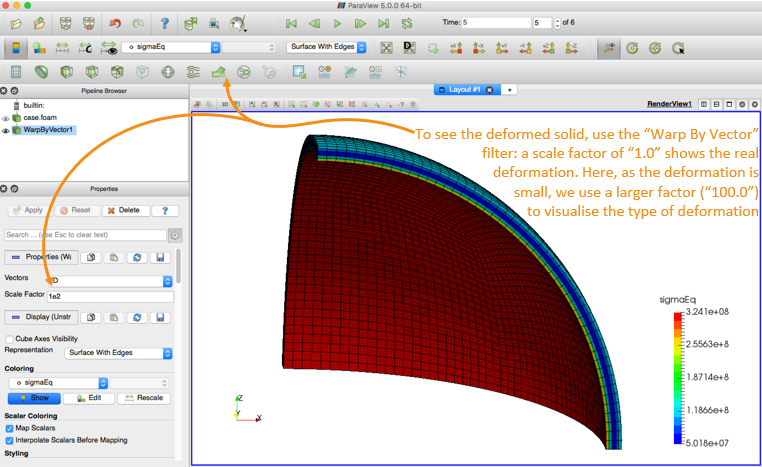 ParaView 5.0.0 64-bit
Time: 5
5
of 6
sigmaEq
Surface With Edges
Pipeline Browser
builtin:
case.foam
WarpByVector1
Layout #1
3D
RenderView1
To see the deformed solid, use the “Warp By Vector”
filter: a scale factor of “1.0” shows the real
deformation. Here, as the deformation is
small, we use a larger factor (“100.0”)
to visualise the type of deformation
Properties
Apply
Reset
Delete
?
Search ... (use Esc to clear text)
Properties (Wa
Vectors
D
Scale Factor
1e2
Display (Unstr
Cube Axes Visibility
Representation
Surface With Edges
Coloring
sigmaEq
Show
Edit
Rescale
Scalar Coloring
Map Scalars
Interpolate Scalars Before Mapping
Styling
sigmaEq
3.241e+08
2.5563e+8
1.8714e+8
1.1866e+8
5.018e+07
Z
Y
X